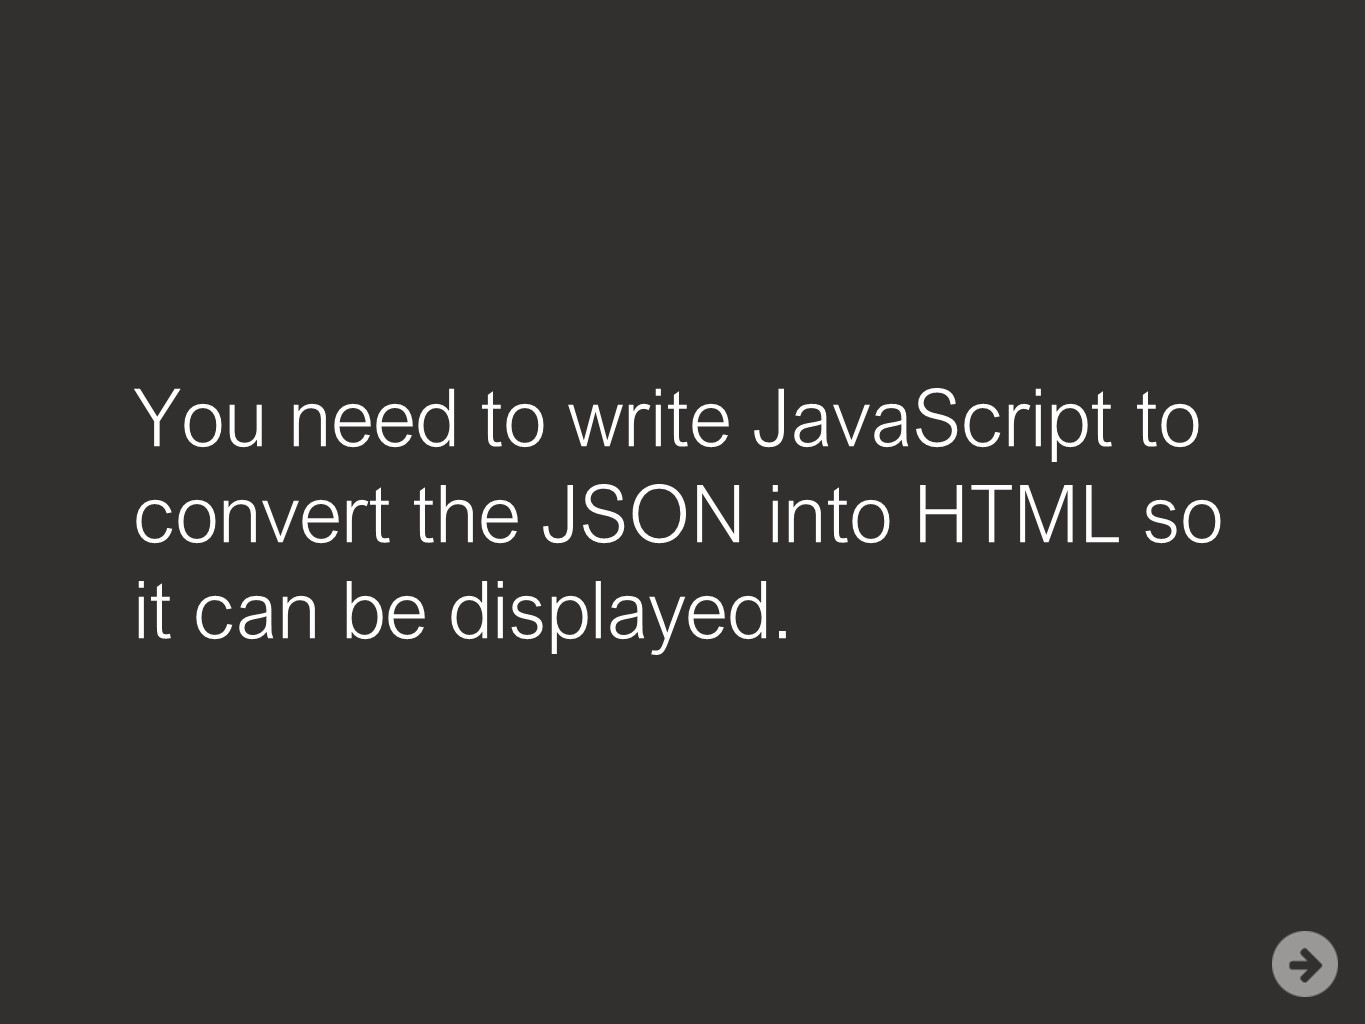 You need to write JavaScript to
convert the JSON into HTML so
it can be displayed.